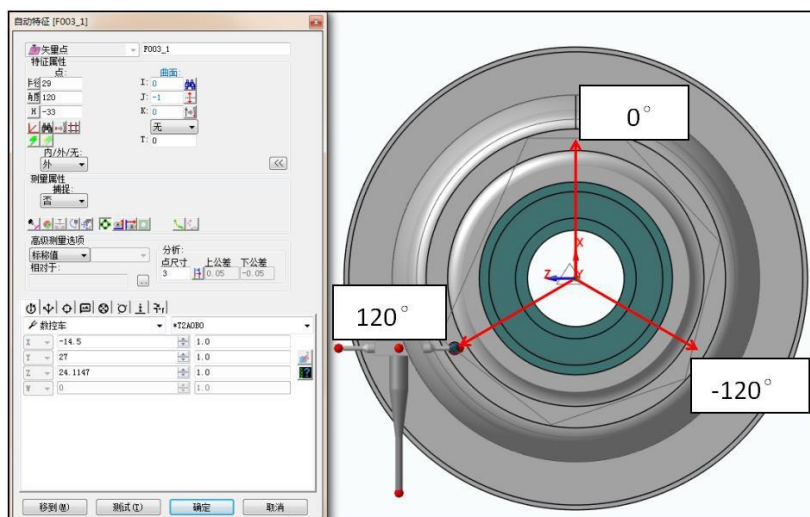 自动特征 [F003_1]
矢量点
F003_1
特征属性
点:
曲面:
半径 29
I: 0
角度 120
J: -1
H -33
K: 0
无
T: 0
内/外/无:
外
<<
测量属性
捕捉:
否
高级测量选项
标称值
分析:
点尺寸 上公差 下公差
相对于:
3 0.05 -0.05
数控车
*T2A0B0
X -14.5 1.0
Y 27 1.0
Z 24.1147 1.0
W 0 1.0
移到(M) 测试(T) 确定 取消
0°
X
Z
Y
120°
-120°